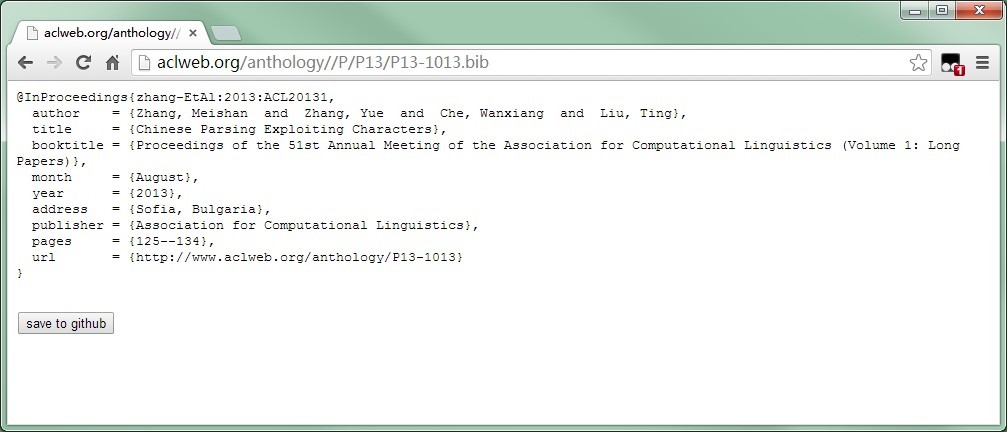 aclweb.org/anthology//
aclweb.org/anthology//P/P13/P13-1013.bib
1
@InProceedings{zhang-EtAl:2013:ACL20131,
  author    = {Zhang, Meishan  and  Zhang, Yue  and  Che, Wanxiang  and  Liu, Ting},
  title     = {Chinese Parsing Exploiting Characters},
  booktitle = {Proceedings of the 51st Annual Meeting of the Association for Computational Linguistics (Volume 1: Long
Papers)},
  month     = {August},
  year      = {2013},
  address   = {Sofia, Bulgaria},
  publisher = {Association for Computational Linguistics},
  pages     = {125--134},
  url       = {http://www.aclweb.org/anthology/P13-1013}
}
save to github